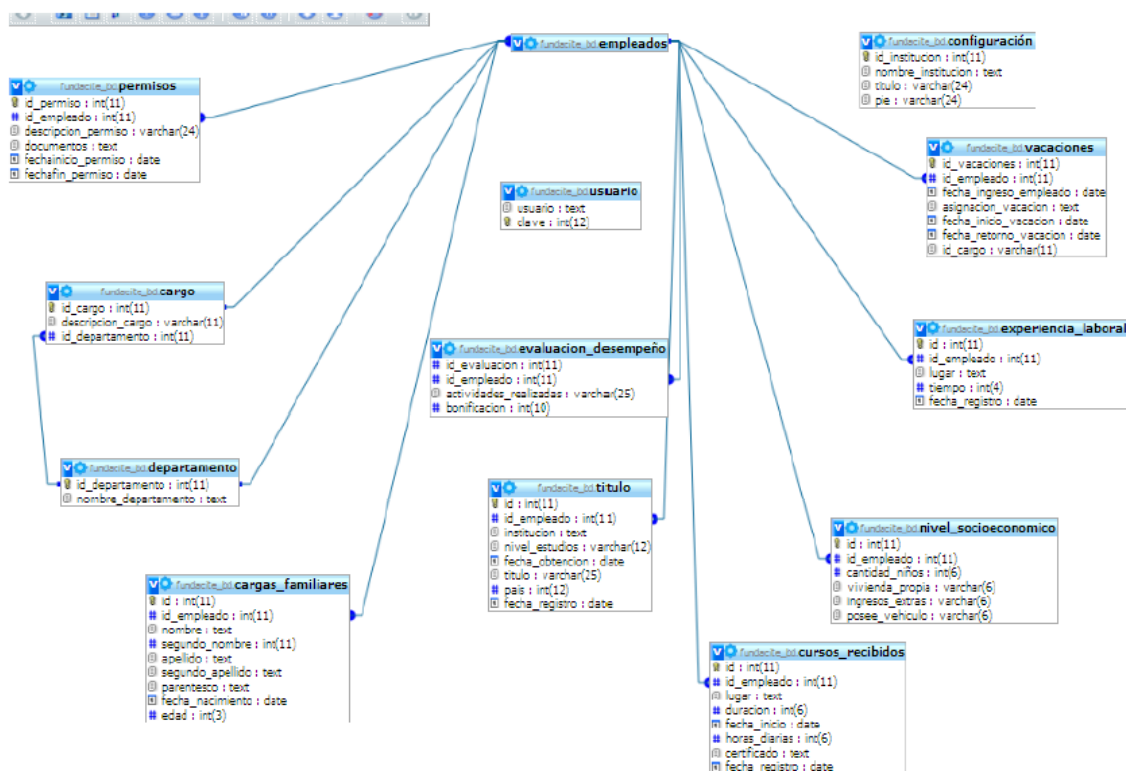 fundacite_bd.empleados
fundacite_bd.configuración
id_institucion : int(11)
nombre_institucion : text
titulo : varchar(24)
pie : varchar(24)
fundacite_bd.permisos
id_permiso : int(11)
id_empleado : int(11)
descripcion_permiso : varchar(24)
documentos : text
fechainicio_permiso : date
fechafin_permiso : date
fundacite_bd.vacaciones
id_vacaciones : int(11)
id_empleado : int(11)
fecha_ingreso_empleado : date
asignacion_vacacion : text
fecha_inico_vacacion : date
fecha_retorno_vacacion : date
id_cargo : varchar(11)
fundacite_bd.usuario
usuario : text
clave : int(12)
fundacite_bd.cargo
id_cargo : int(11)
descripcion_cargo : varchar(11)
id_departamento : int(11)
fundacite_bd.experiencia_laboral
id : int(11)
id_empleado : int(11)
lugar : text
tiempo : int(4)
fecha_registro : date
fundacite_bd.evaluacion_desempeño
id_evaluacion : int(11)
id_empleado : int(11)
actividades_realizadas : varchar(25)
bonificacion : int(10)
fundacite_bd.departamento
id_departamento : int(11)
nombre_departamento : text
fundacite_bd.titulo
id : int(11)
id_empleado : int(11)
institucion : text
nivel_estudios : varchar(12)
fecha_obtencion : date
titulo : varchar(25)
pais : int(12)
fecha_registro : date
fundacite_bd.nivel_socioeconomico
id : int(11)
id_empleado : int(11)
cantidad_niños : int(6)
vivienda_propia : varchar(6)
ingresos_extras : varchar(6)
posee_vehiculo : varchar(6)
fundacite_bd.cargas_familiares
id : int(11)
id_empleado : int(11)
nombre : text
segundo_nombre : int(11)
apelido : text
segundo_apellido : text
parentesco : text
fecha_nacimiento : date
edad : int(3)
fundacite_bd.cursos_recibidos
id : int(11)
id_empleado : int(11)
lugar : text
duracion : int(6)
fecha_inicio : date
horas_diarias : int(6)
certificado : text
fecha_registro : date